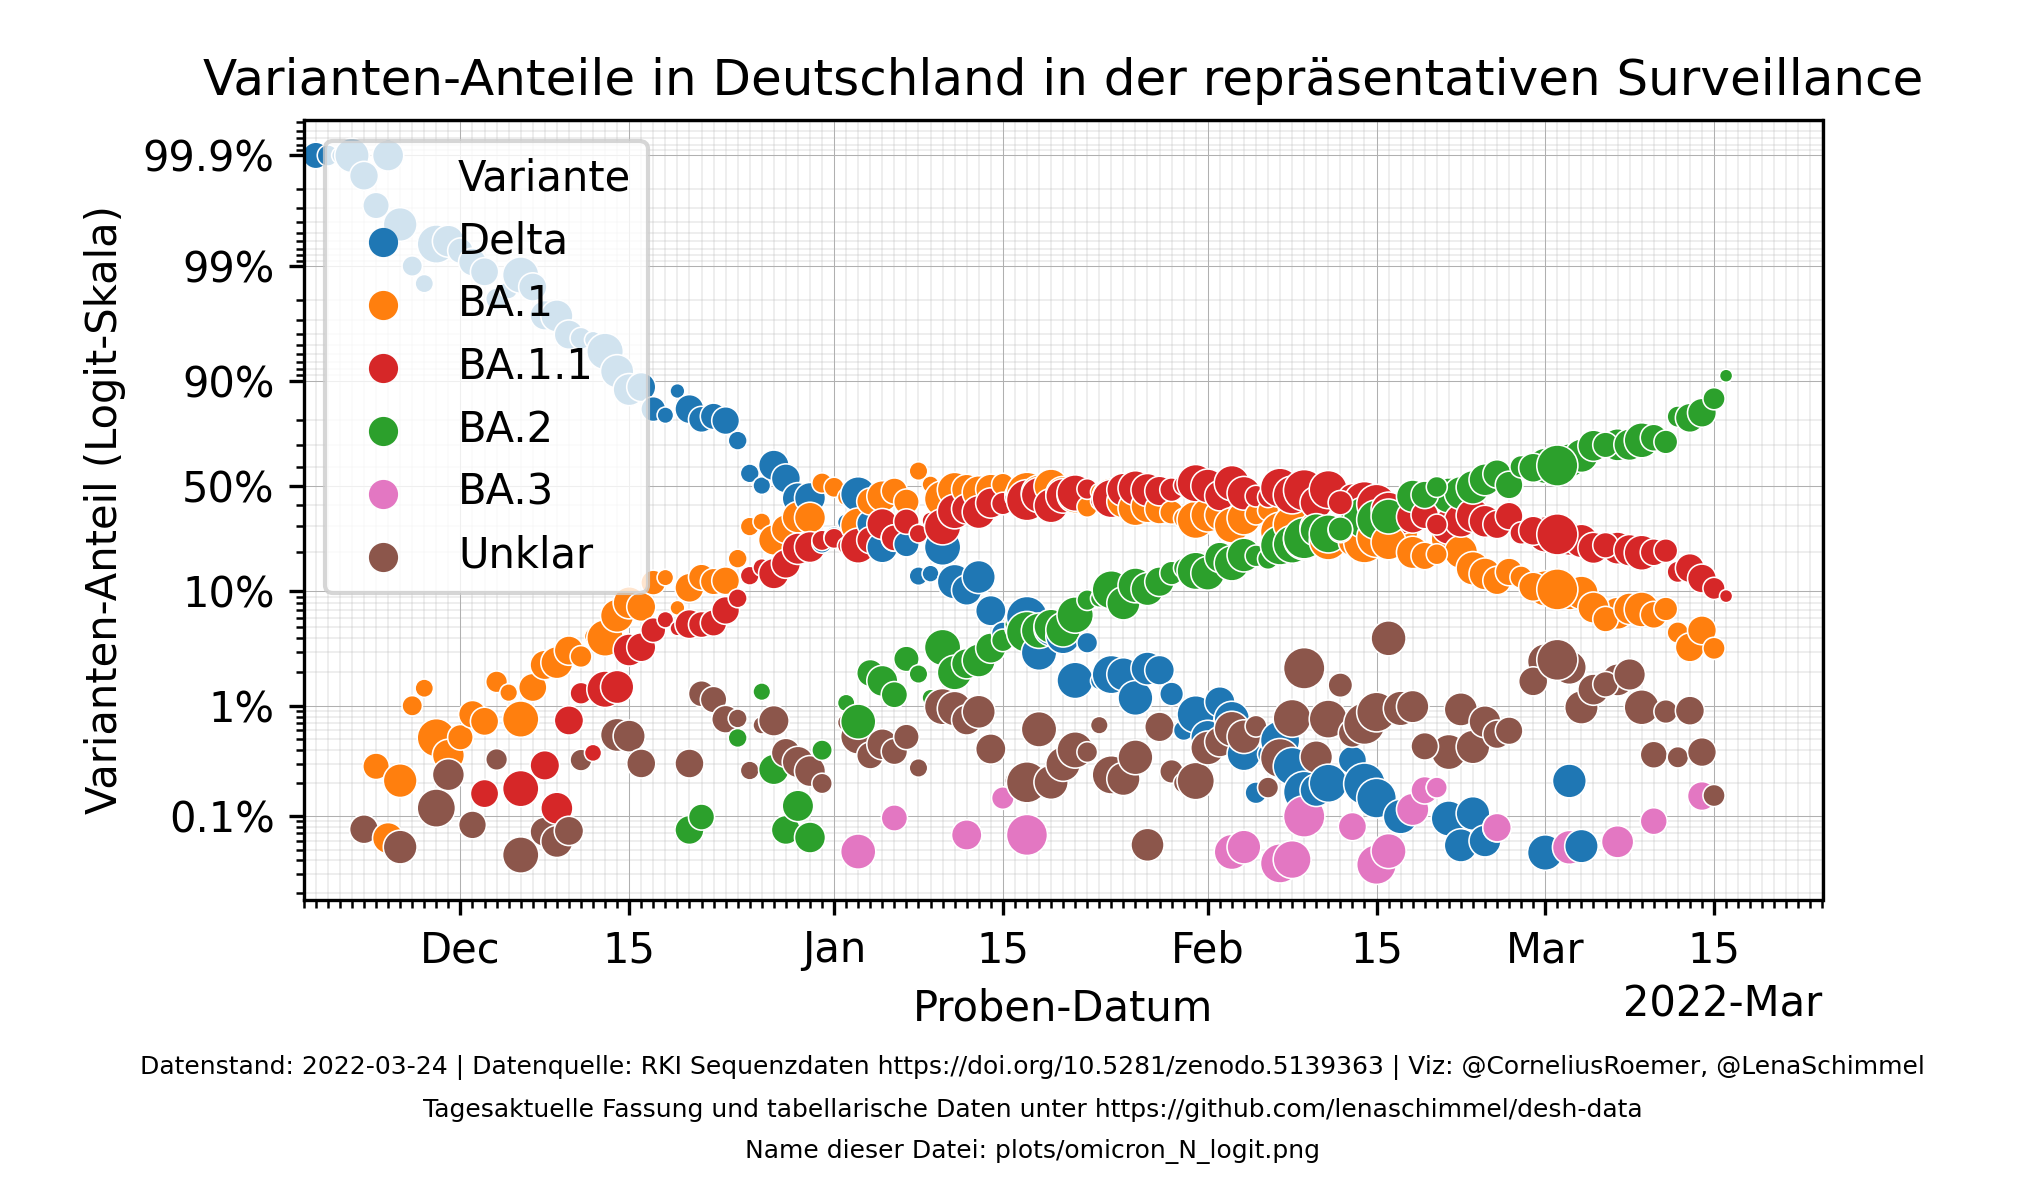 Varianten-Anteile in Deutschland in der repräsentativen Surveillance
Varianten-Anteil (Logit-Skala)
99.9%
99%
90%
50%
10%
1%
0.1%
Variante
Delta
BA.1
BA.1.1
BA.2
BA.3
Unklar
Dec 15 Jan 15 Feb 15 Mar 15
Proben-Datum
2022-Mar
Datenstand: 2022-03-24 | Datenquelle: RKI Sequenzdaten https://doi.org/10.5281/zenodo.5139363 | Viz: @CorneliusRoemer, @LenaSchimmel
Tagesaktuelle Fassung und tabellarische Daten unter https://github.com/lenaschimmel/desh-data
Name dieser Datei: plots/omicron_N_logit.png